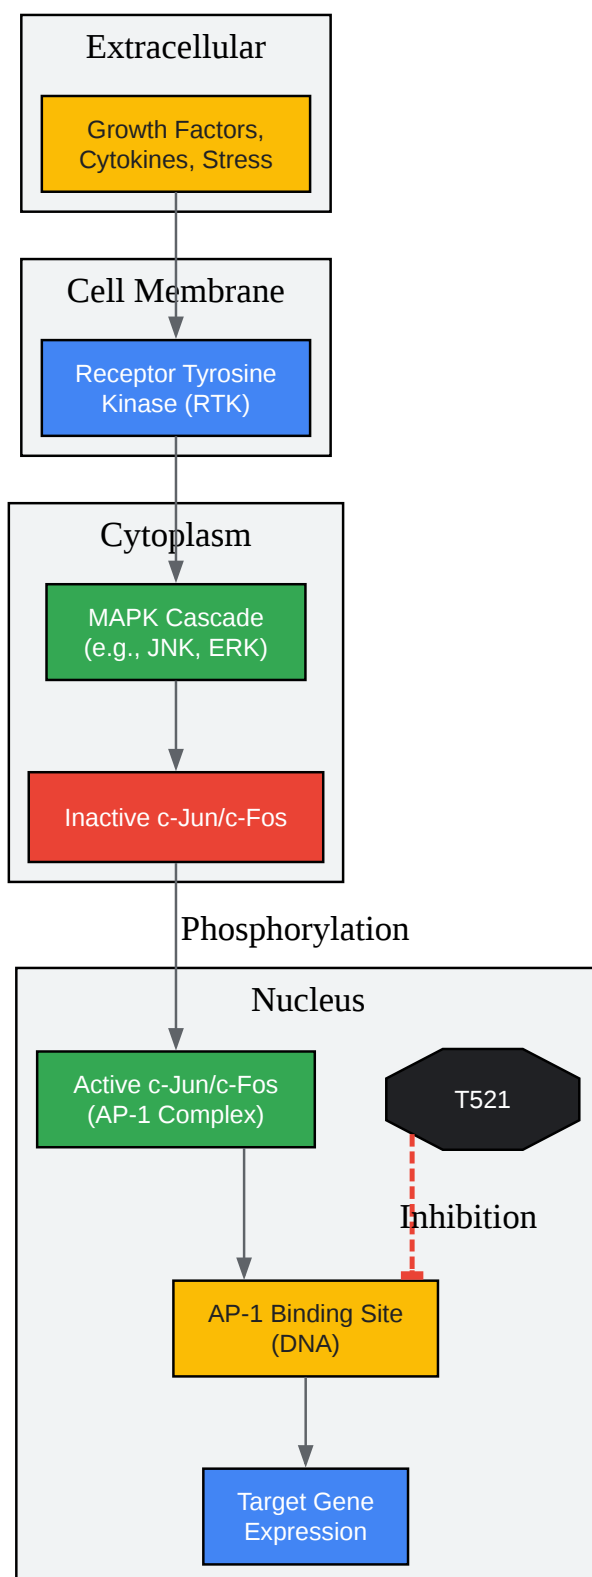 Extracellular
Growth Factors,
Cytokines, Stress
Cell Membrane
Receptor Tyrosine
Kinase (RTK)
Cytoplasm
MAPK Cascade
(e.g., JNK, ERK)
Inactive c-Jun/c-Fos
Phosphorylation
Nucleus
Active c-Jun/c-Fos
(AP-1 Complex)
T521
Inhibition
AP-1 Binding Site
(DNA)
Target Gene
Expression